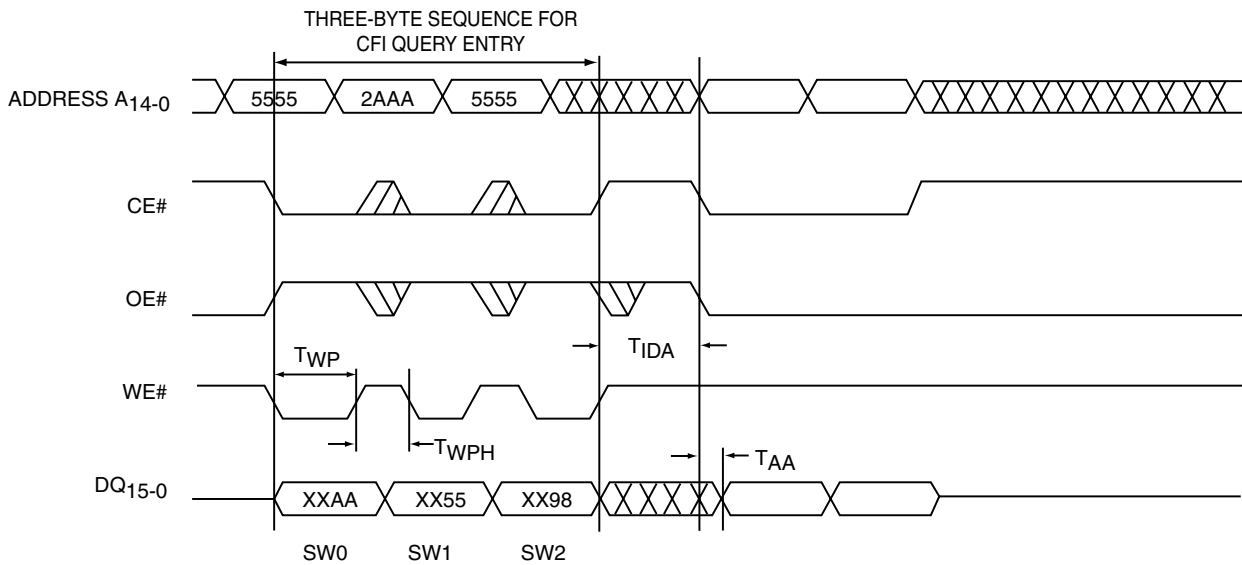 THREE-BYTE SEQUENCE FOR
CFI QUERY ENTRY
ADDRESS A14-0
5555
2AAA
5555
CE#
OE#
TIDA
TWP
WE#
TWPH
TAA
DQ15-0
XXAA
XX55
XX98
SW0
SW1
SW2